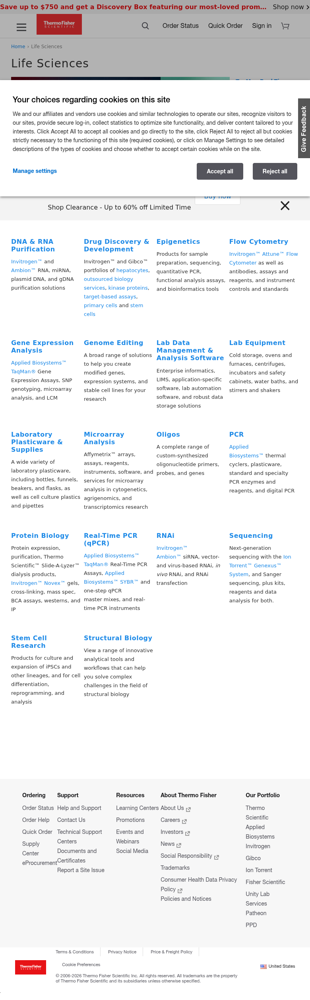 Save up to $750 and get a Discovery Box featuring our most-loved prom... Shop now
ThermoFisher
SCIENTIFIC
Order Status
Quick Order
Sign in
Home › Life Sciences
Life Sciences
Your choices regarding cookies on this site
We and our affiliates and vendors use cookies and similar technologies to operate our sites, recognize visitors to
our sites, provide secure log-in, collect statistics to optimize site functionality, and deliver content tailored to your
interests. Click Accept All to accept all cookies and go directly to the site, click Reject All to reject all but cookies
strictly necessary to the functioning of this site (required cookies), or click on Manage Settings to see detailed
descriptions of the types of cookies and choose whether to accept certain cookies while on the site.
Manage settings
Accept all
Reject all
Give Feedback
Buy now
Shop Clearance - Up to 60% off Limited Time
DNA & RNA
Purification
Invitrogen™ and
Ambion™ RNA, miRNA,
plasmid DNA, and gDNA
purification solutions
Drug Discovery &
Development
Invitrogen™ and Gibco™
portfolios of hepatocytes,
outsourced biology
services, kinase proteins,
target-based assays,
primary cells and stem
cells
Epigenetics
Products for sample
preparation, sequencing,
quantitative PCR,
functional analysis assays,
and bioinformatics tools
Flow Cytometry
Invitrogen™ Attune™ Flow
Cytometer as well as
antibodies, assays and
reagents, and instrument
controls and standards
Gene Expression
Analysis
Applied Biosystems™
TaqMan® Gene
Expression Assays, SNP
genotyping, microarray
analysis, and LCM
Genome Editing
A broad range of solutions
to help you create
modified genes,
expression systems, and
stable cell lines for your
research
Lab Data
Management &
Analysis Software
Enterprise informatics,
LIMS, application-specific
software, lab automation
software, and robust data
storage solutions
Lab Equipment
Cold storage, ovens and
furnaces, centrifuges,
incubators and safety
cabinets, water baths, and
stirrers and shakers
Laboratory
Plasticware &
Supplies
A wide variety of
laboratory plasticware,
including bottles, funnels,
beakers, and flasks, as
well as cell culture plastics
and pipettes
Microarray
Analysis
Affymetrix™ arrays,
assays, reagents,
instruments, software, and
services for microarray
analysis in cytogenetics,
agrigenomics, and
transcriptomics research
Oligos
A complete range of
custom-synthesized
oligonucleotide primers,
probes, and genes
PCR
Applied
Biosystems™ thermal
cyclers, plasticware,
standard and specialty
PCR enzymes and
reagents, and digital PCR
Protein Biology
Protein expression,
purification, Thermo
Scientific™ Slide-A-Lyzer™
dialysis products,
Invitrogen™ Novex™ gels,
cross-linking, mass spec,
BCA assays, westerns, and
IP
Real-Time PCR
(qPCR)
Applied Biosystems™
TaqMan® Real-Time PCR
Assays, Applied
Biosystems™ SYBR™ and
one-step qPCR
master mixes, and real-
time PCR instruments
RNAi
Invitrogen™
Ambion™ siRNA, vector-
and virus-based RNAi, in
vivo RNAi, and RNAi
transfection
Sequencing
Next-generation
sequencing with the Ion
Torrent™ Genexus™
System, and Sanger
sequencing, plus kits,
reagents and data
analysis for both.
Stem Cell
Research
Products for culture and
expansion of iPSCs and
other lineages, and for cell
differentiation,
reprogramming, and
analysis
Structural Biology
View a range of innovative
analytical tools and
workflows that can help
you solve complex
challenges in the field of
structural biology
Ordering
Order Status
Order Help
Quick Order
Supply
Center
eProcurement
Support
Help and Support
Contact Us
Technical Support
Centers
Documents and
Certificates
Report a Site Issue
Resources
Learning Centers
Promotions
Events and
Webinars
Social Media
About Thermo Fisher
About Us
Careers
Investors
News
Social Responsibility
Trademarks
Consumer Health Data Privacy
Policy
Policies and Notices
Our Portfolio
Thermo
Scientific
Applied
Biosystems
Invitrogen
Gibco
Ion Torrent
Fisher Scientific
Unity Lab
Services
Patheon
PPD
Terms & Conditions
Privacy Notice
Price & Freight Policy
Cookie Preferences
ThermoFisher
SCIENTIFIC
United States
© 2006-2026 Thermo Fisher Scientific Inc. All rights reserved. All trademarks are the property
of Thermo Fisher Scientific and its subsidiaries unless otherwise specified.